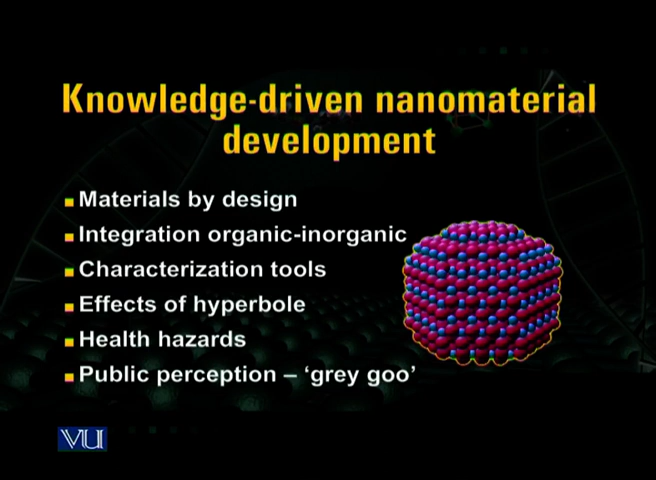 Knowledge-driven nanomaterial
development
Materials by design
Integration organic-inorganic
Characterization tools
Effects of hyperbole
Health hazards
Public perception – ‘grey goo’
VU